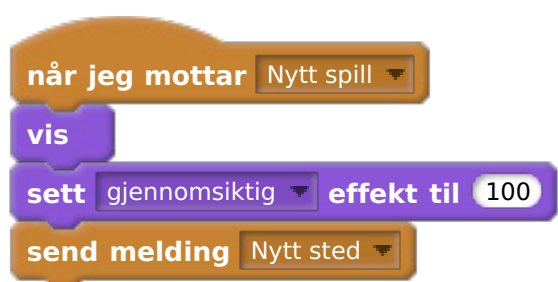 når jeg mottar Nytt spill
vis
sett gjennomsiktig effekt til 100
send melding Nytt sted